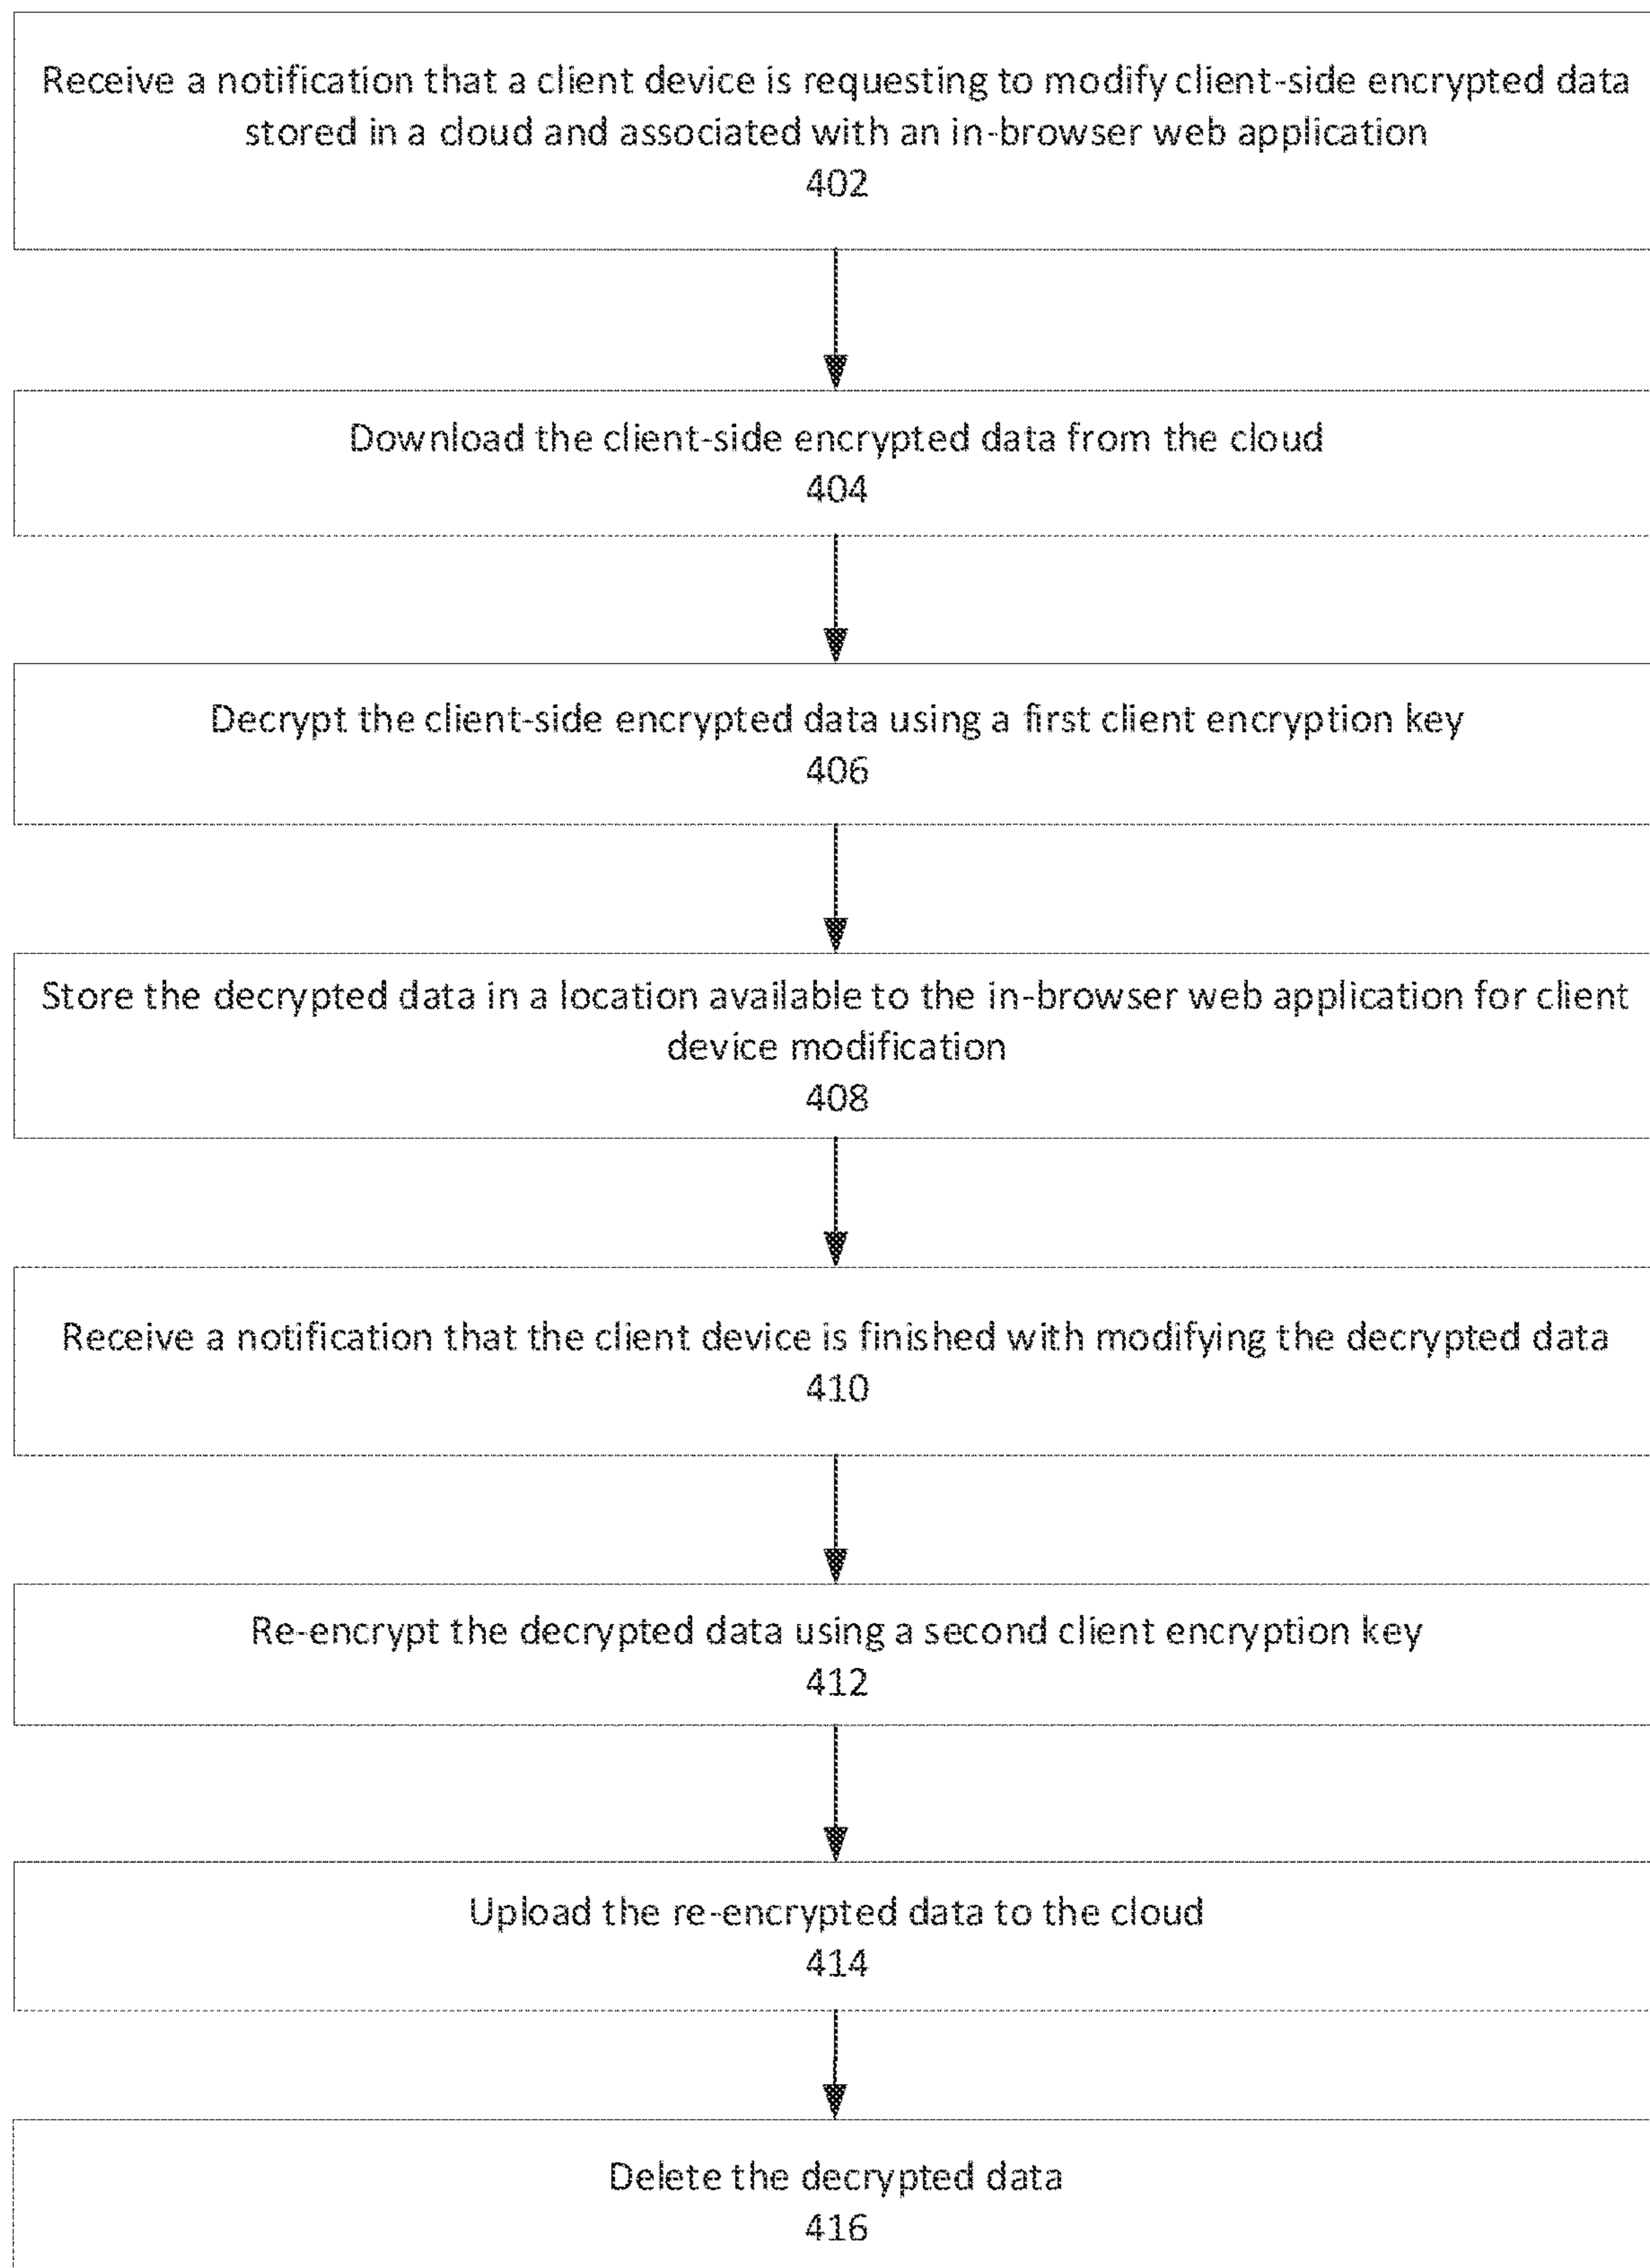 Receive a notification that a client device is requesting to modify client-side encrypted data
stored in a cloud and associated with an in-browser web application
402
Download the client-side encrypted data from the cloud
404
Decrypt the client-side encrypted data using a first client encryption key
406
Store the decrypted data in a location available to the in-browser web application for client
device modification
408
Receive a notification that the client device is finished with modifying the decrypted data
410
Re-encrypt the decrypted data using a second client encryption key
412
Upload the re-encrypted data to the cloud
414
Delete the decrypted data
416